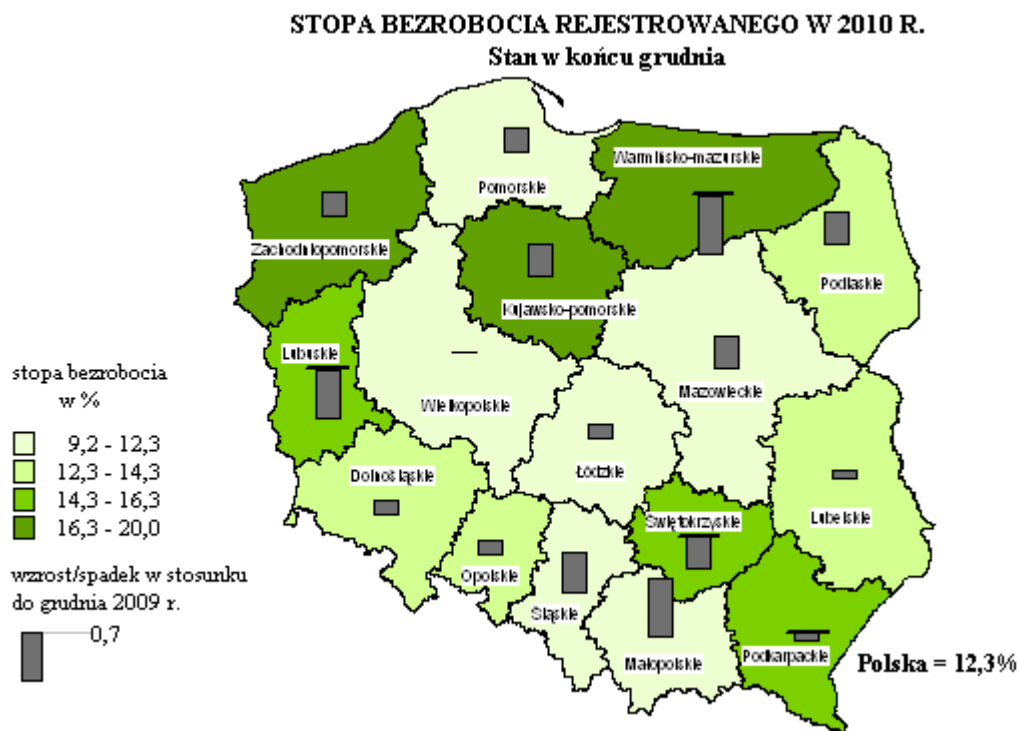 STOPA BEZROBOCIA REJESTROWANEGO W 2010 R.
Stan w końcu grudnia
Warmińsko-mazurskie
Pomorskie
Zachodniopomorskie
Podlaskie
Kujawsko-pomorskie
Lubuskie
Mazowieckie
Wielkopolskie
Łódzkie
Dolnośląskie
Świętokrzyskie
Lubelskie
Opolskie
Śląskie
Małopolskie
Podkarpackie
stopa bezrobocia
w %
9,2 - 12,3
12,3 - 14,3
14,3 - 16,3
16,3 - 20,0
wzrost/spadek w stosunku
do grudnia 2009 r.
0,7
Polska = 12,3%